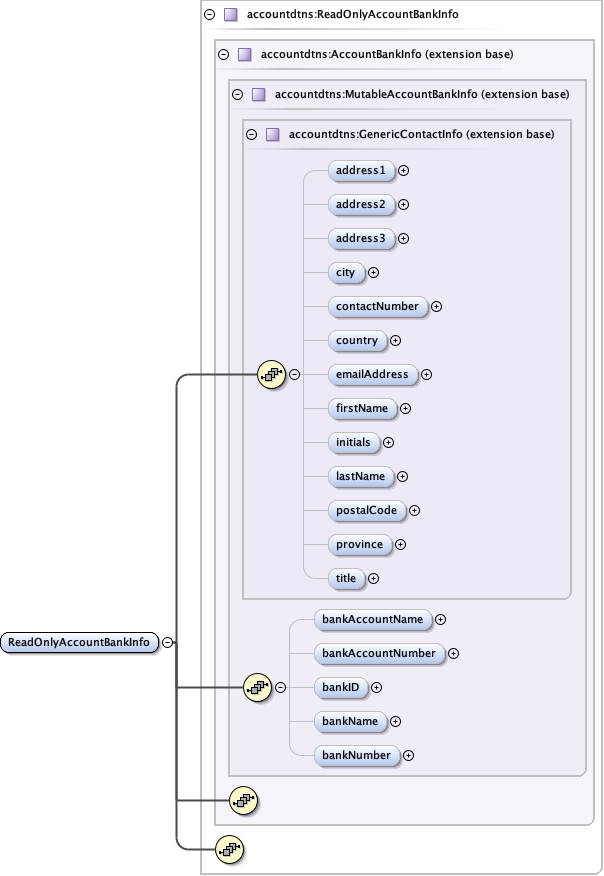 accountdtns:ReadOnlyAccountBankInfo
accountdtns:AccountBankInfo (extension base)
accountdtns:MutableAccountBankInfo (extension base)
accountdtns:GenericContactInfo (extension base)
address1
address2
address3
city
contactNumber
country
emailAddress
firstName
initials
lastName
postalCode
province
title
bankAccountName
ReadOnlyAccountBankInfo
bankAccountNumber
bankID
bankName
bankNumber